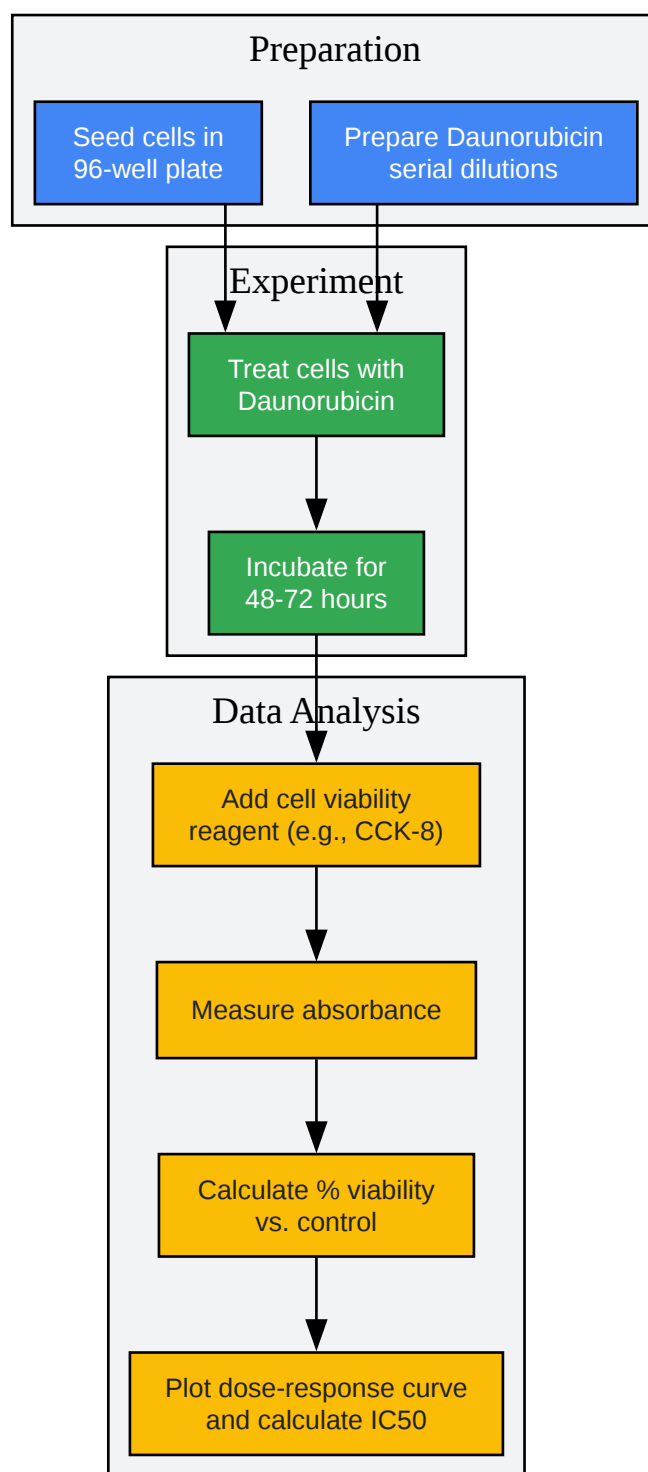 Preparation
Seed cells in
96-well plate
Prepare Daunorubicin
serial dilutions
Experiment
Treat cells with
Daunorubicin
Incubate for
48-72 hours
Data Analysis
Add cell viability
reagent (e.g., CCK-8)
Measure absorbance
Calculate % viability
vs. control
Plot dose-response curve
and calculate IC50